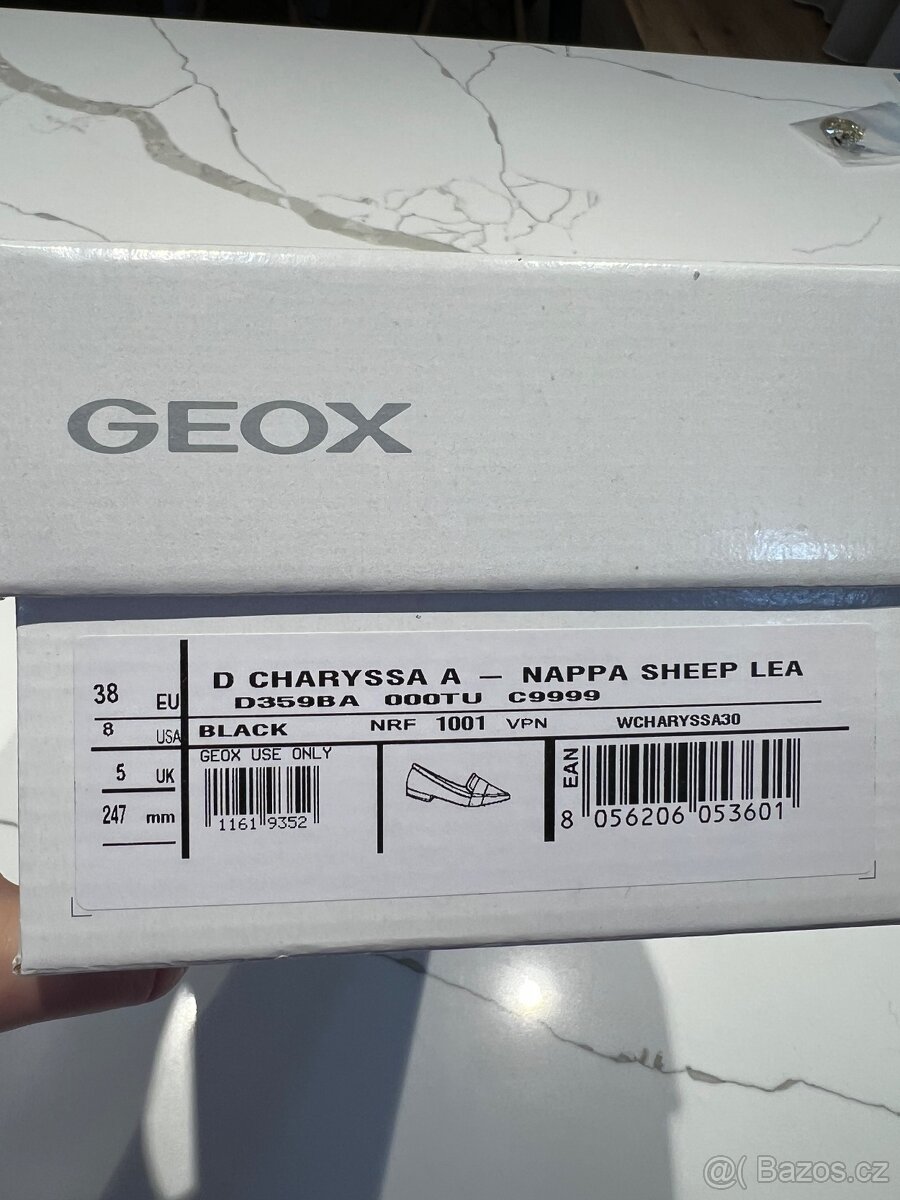 GEOX
38 EU
8 USA
5 UK
247 mm
D CHARYSSA A — NAPPA SHEEP LEA
D359BA 000TU C9999
BLACK NRF 1001 VPN WCHARYSSA30
GEOX USE ONLY
1161 9352
EAN
8 056206 053601
@( Bazos.cz